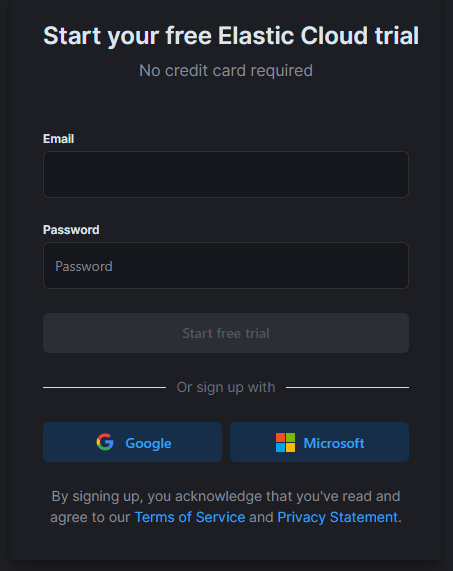 Start your free Elastic Cloud trial
No credit card required
Email
Password
Password
Start free trial
Or sign up with
Google
Microsoft
By signing up, you acknowledge that you've read and
agree to our Terms of Service and Privacy Statement.